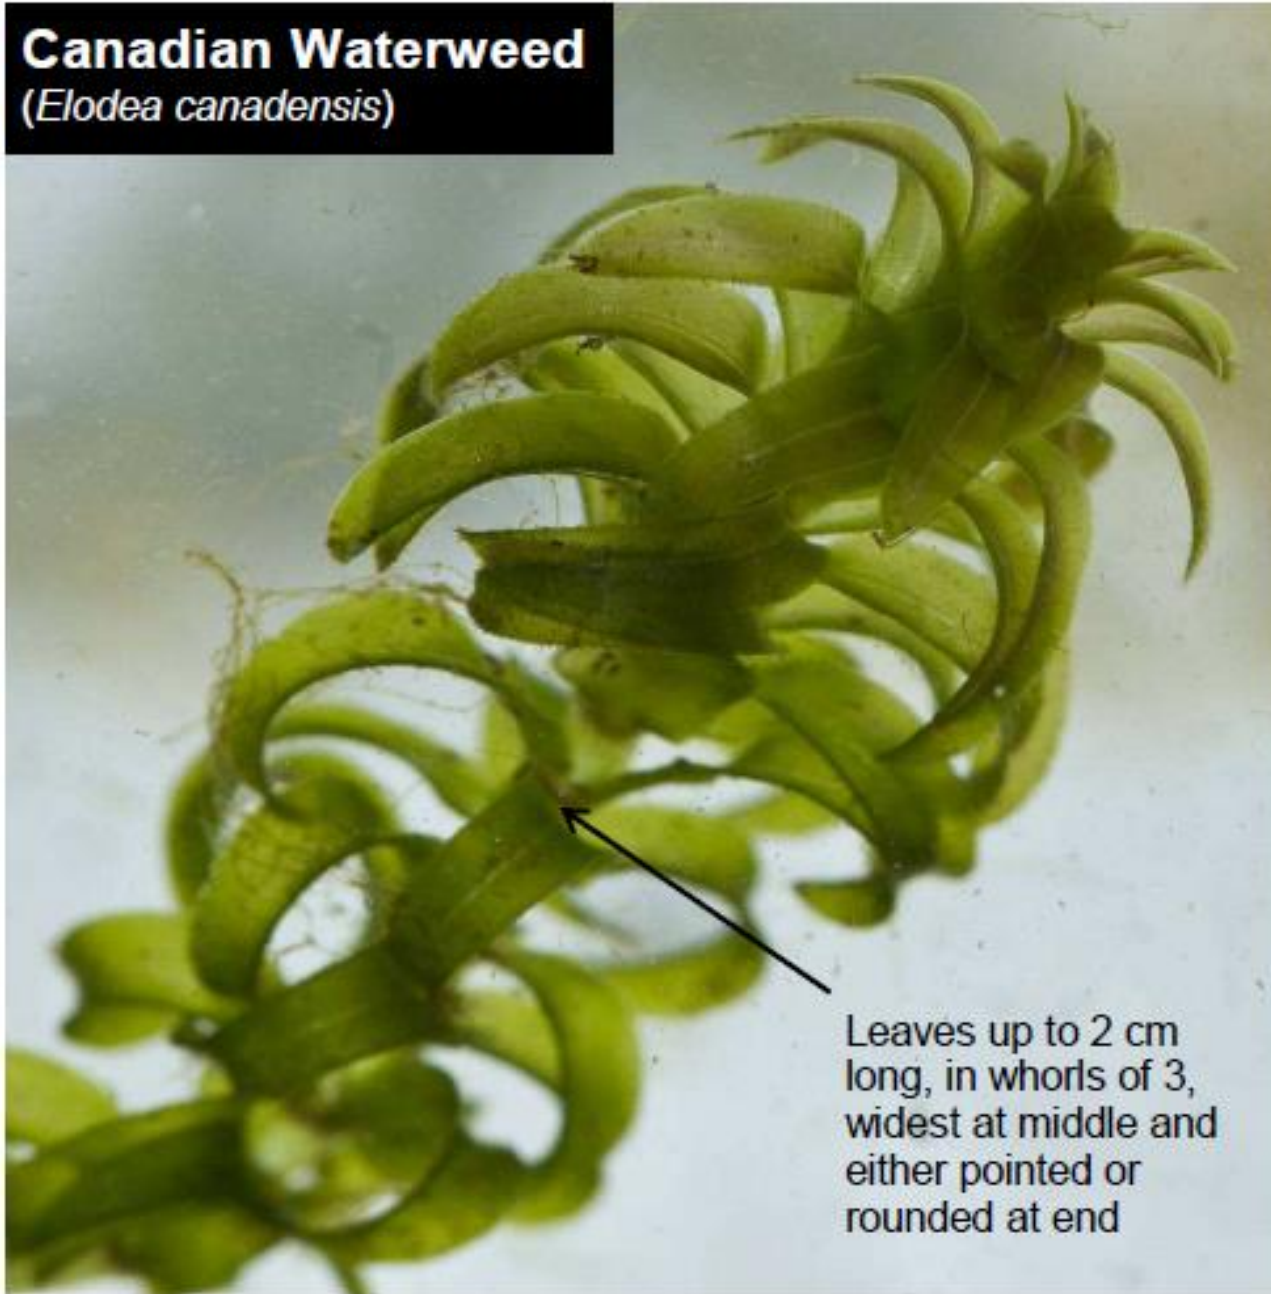 Canadian Waterweed
(Elodea canadensis)
Leaves up to 2 cm
long, in whorls of 3,
widest at middle and
either pointed or
rounded at end